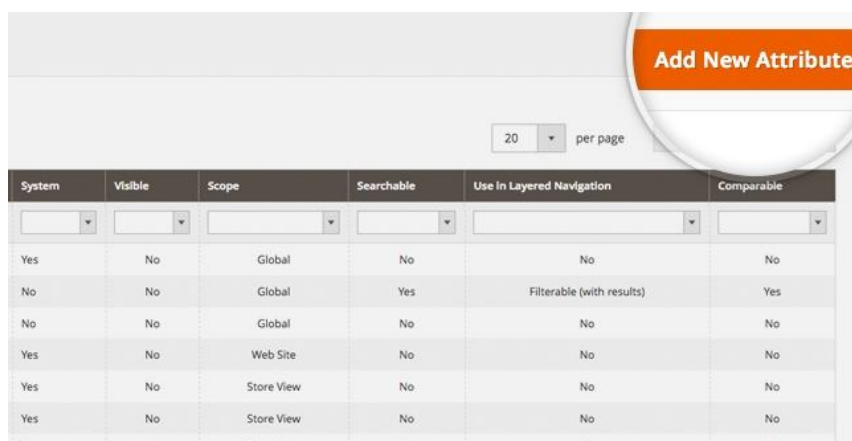 Add New Attribute
20 per page
System Visible Scope Searchable Use in Layered Navigation Comparable
Yes No Global No No No
No No Global Yes Filterable (with results) Yes
No No Global No No No
Yes No Web Site No No No
Yes No Store View No No No
Yes No Store View No No No